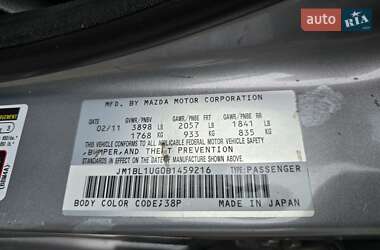 auto
RIA.com
MFD. BY MAZDA MOTOR CORPORATION
02/11 GVWR/PNBV GAWR/PNBE FRT GAWR/PNBE RR
3898 LB 2057 LB 1841 LB
1768 KG 933 KG 835 KG
THIS VEHICLE CONFORMS TO ALL APPLICABLE FEDERAL
MOTOR VEHICLE SAFETY
BUMPER, AND THEFT PREVENTION
STANDARDS IN EFFECT ON THE DATE OF MANUFACTURE SHOWN ABOVE.
JM1BL1UG0B1459216 TYPE:PASSENGER
BODY COLOR CODE: 38P MADE IN JAPAN